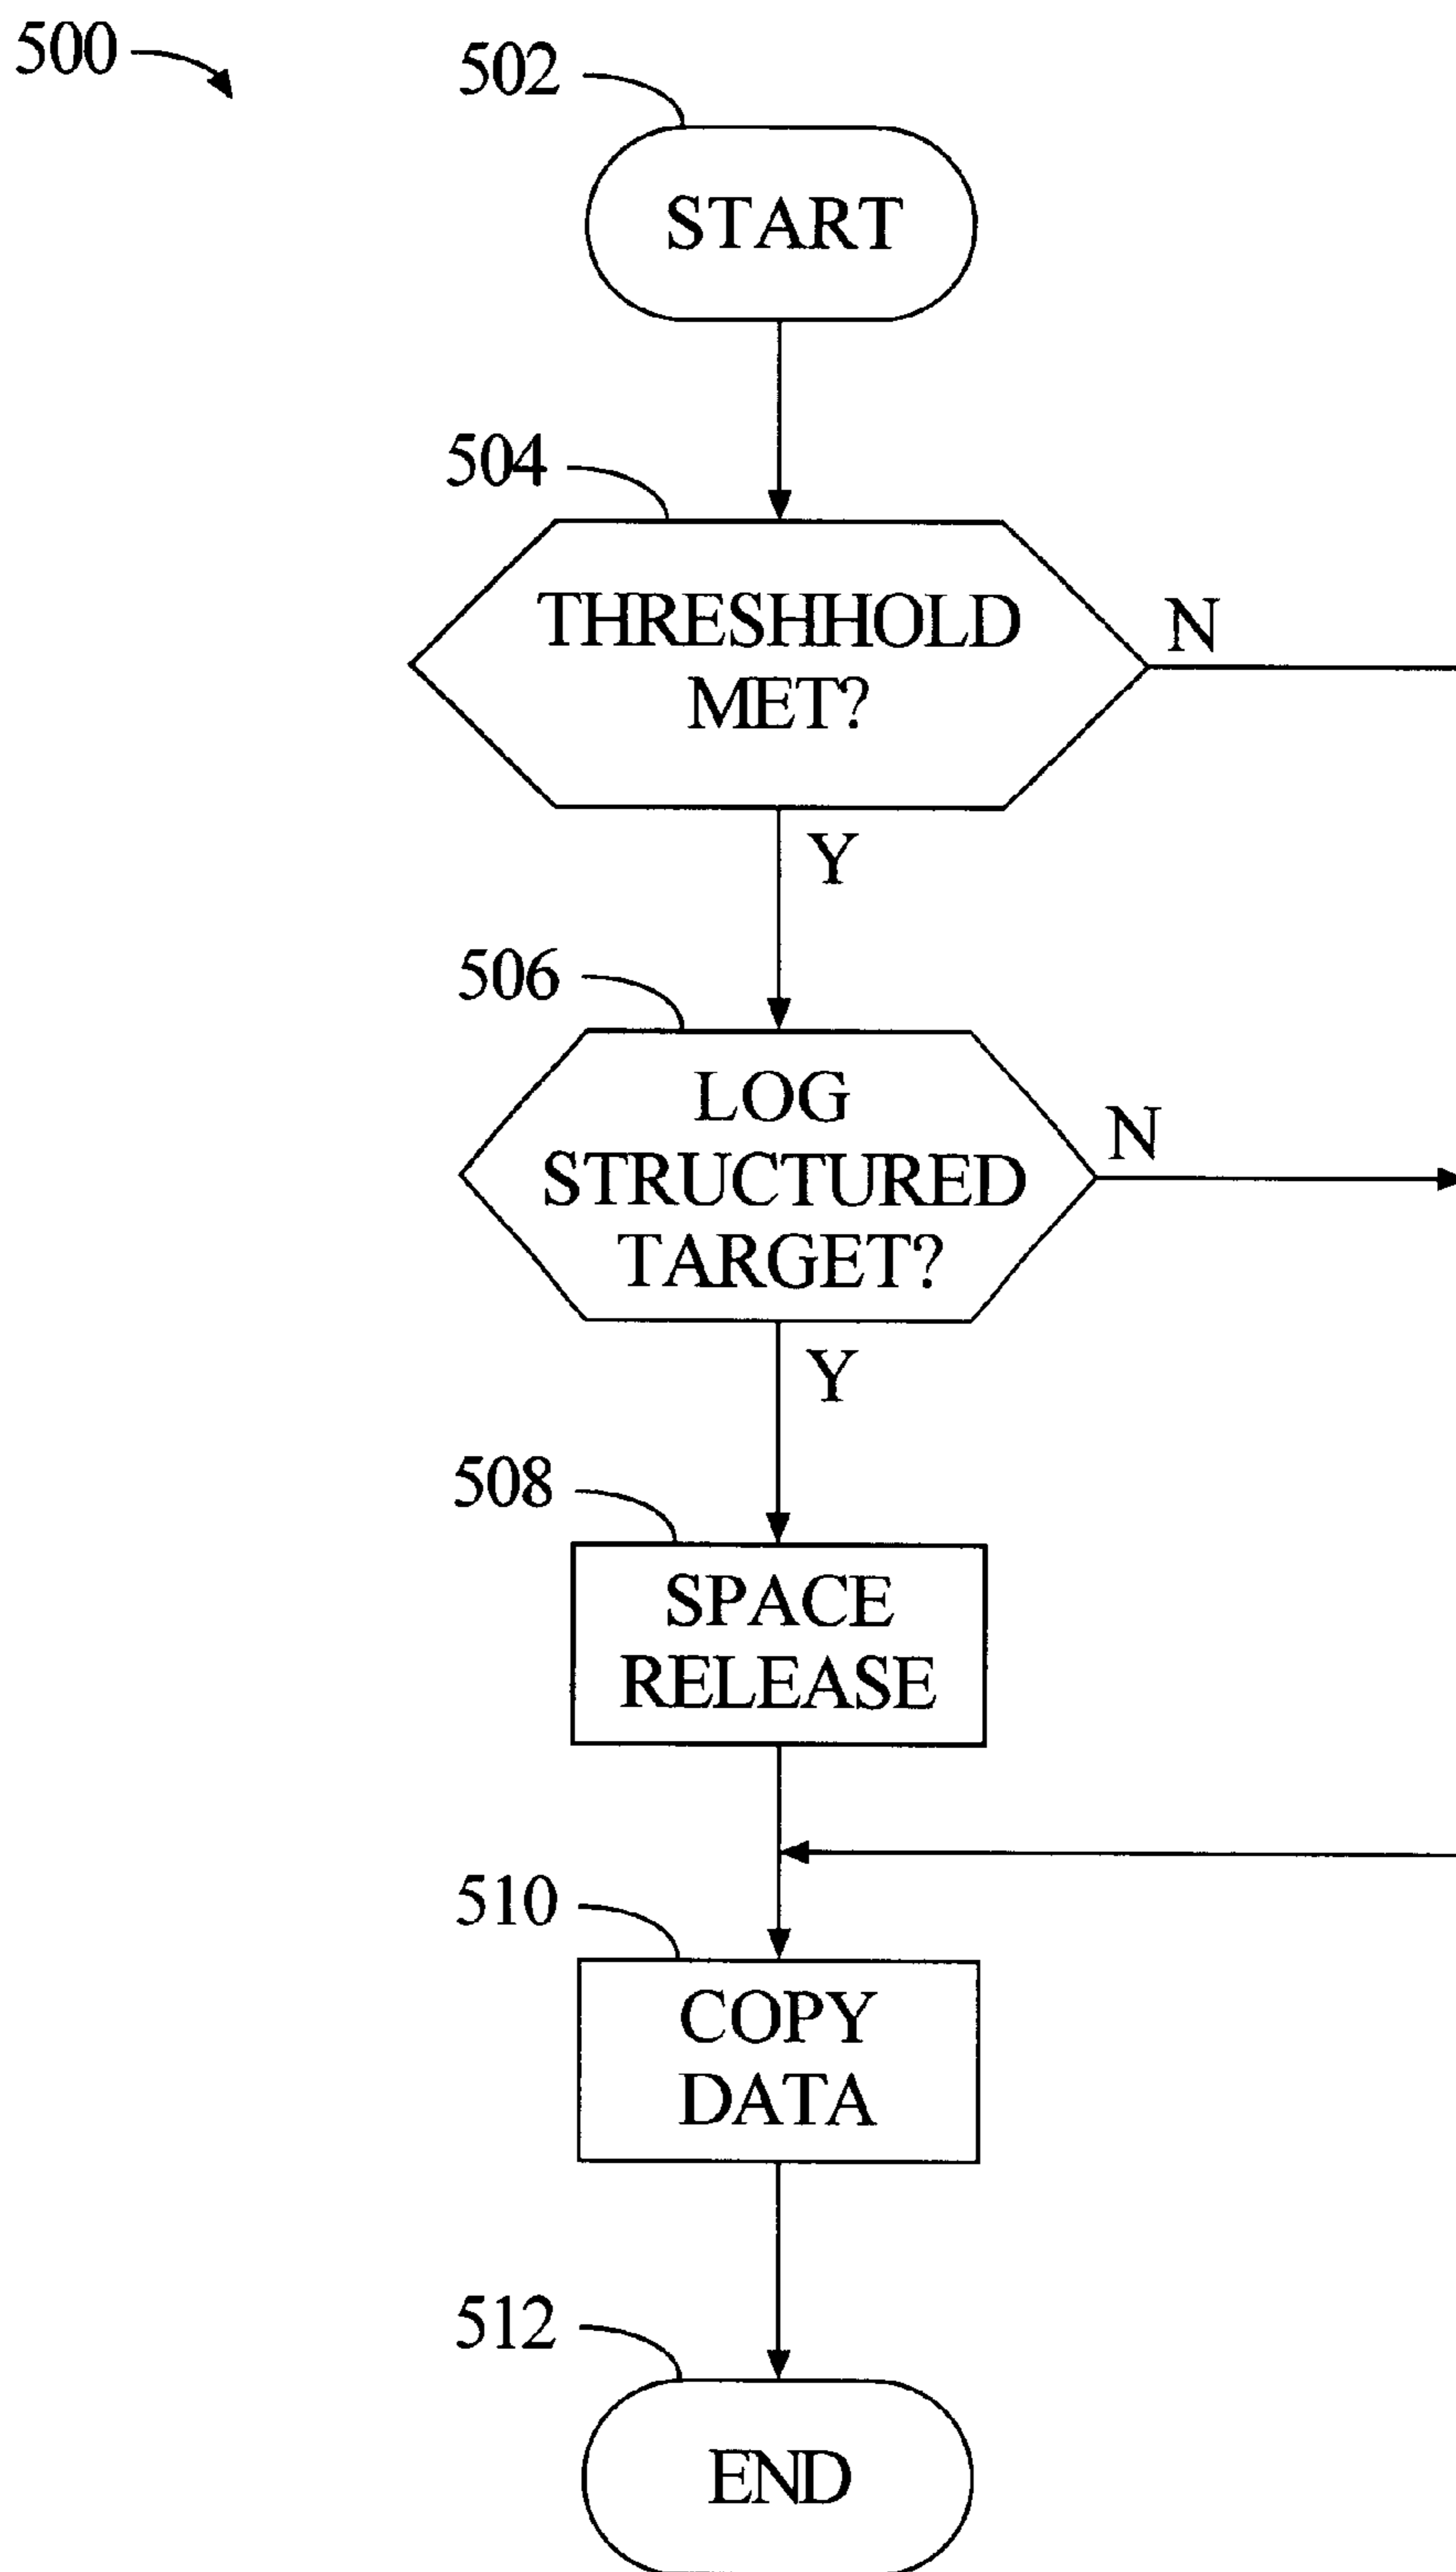 500
502
START
504
THRESHHOLD
MET?
N
Y
506
LOG
STRUCTURED
TARGET?
N
Y
508
SPACE
RELEASE
510
COPY
DATA
512
END